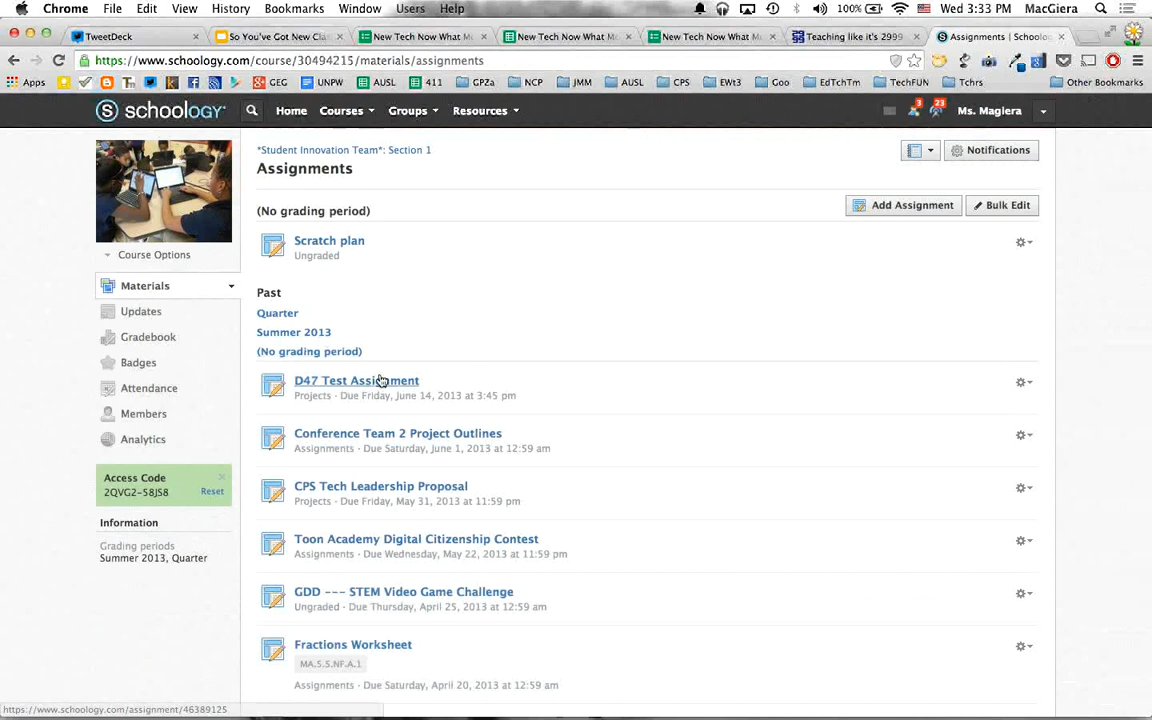 Chrome File Edit View History Bookmarks Window Users Help 100% Wed 3:33 PM MacGiera
TweetDeck So You've Got New Clas New Tech Now What Mo New Tech Now What Mo New Tech Now What Mo Teaching like it's 2999 Assignments | Schoolog
https://www.schoology.com/course/30494215/materials/assignments
Apps GEG UNPW AUSL 411 GPZa NCP JMM AUSL CPS EWt3 Goo EdTchTm TechFUN Tchrs Other Bookmarks
S schoology Home Courses Groups Resources 3 23 Ms. Magiera
*Student Innovation Team*: Section 1
Assignments
Notifications
(No grading period)
Add Assignment Bulk Edit
Scratch plan
Ungraded
Course Options
Materials
Updates
Gradebook
Badges
Attendance
Members
Analytics
Access Code
2QVG2-58JS8 Reset
Information
Grading periods
Summer 2013, Quarter
Past
Quarter
Summer 2013
(No grading period)
D47 Test Assignment
Projects · Due Friday, June 14, 2013 at 3:45 pm
Conference Team 2 Project Outlines
Assignments · Due Saturday, June 1, 2013 at 12:59 am
CPS Tech Leadership Proposal
Projects · Due Friday, May 31, 2013 at 11:59 pm
Toon Academy Digital Citizenship Contest
Assignments · Due Wednesday, May 22, 2013 at 11:59 pm
GDD --- STEM Video Game Challenge
Ungraded · Due Thursday, April 25, 2013 at 12:59 am
Fractions Worksheet
MA.5.5.NF.A.1
Assignments · Due Saturday, April 20, 2013 at 12:59 am
https://www.schoology.com/assignment/46389125